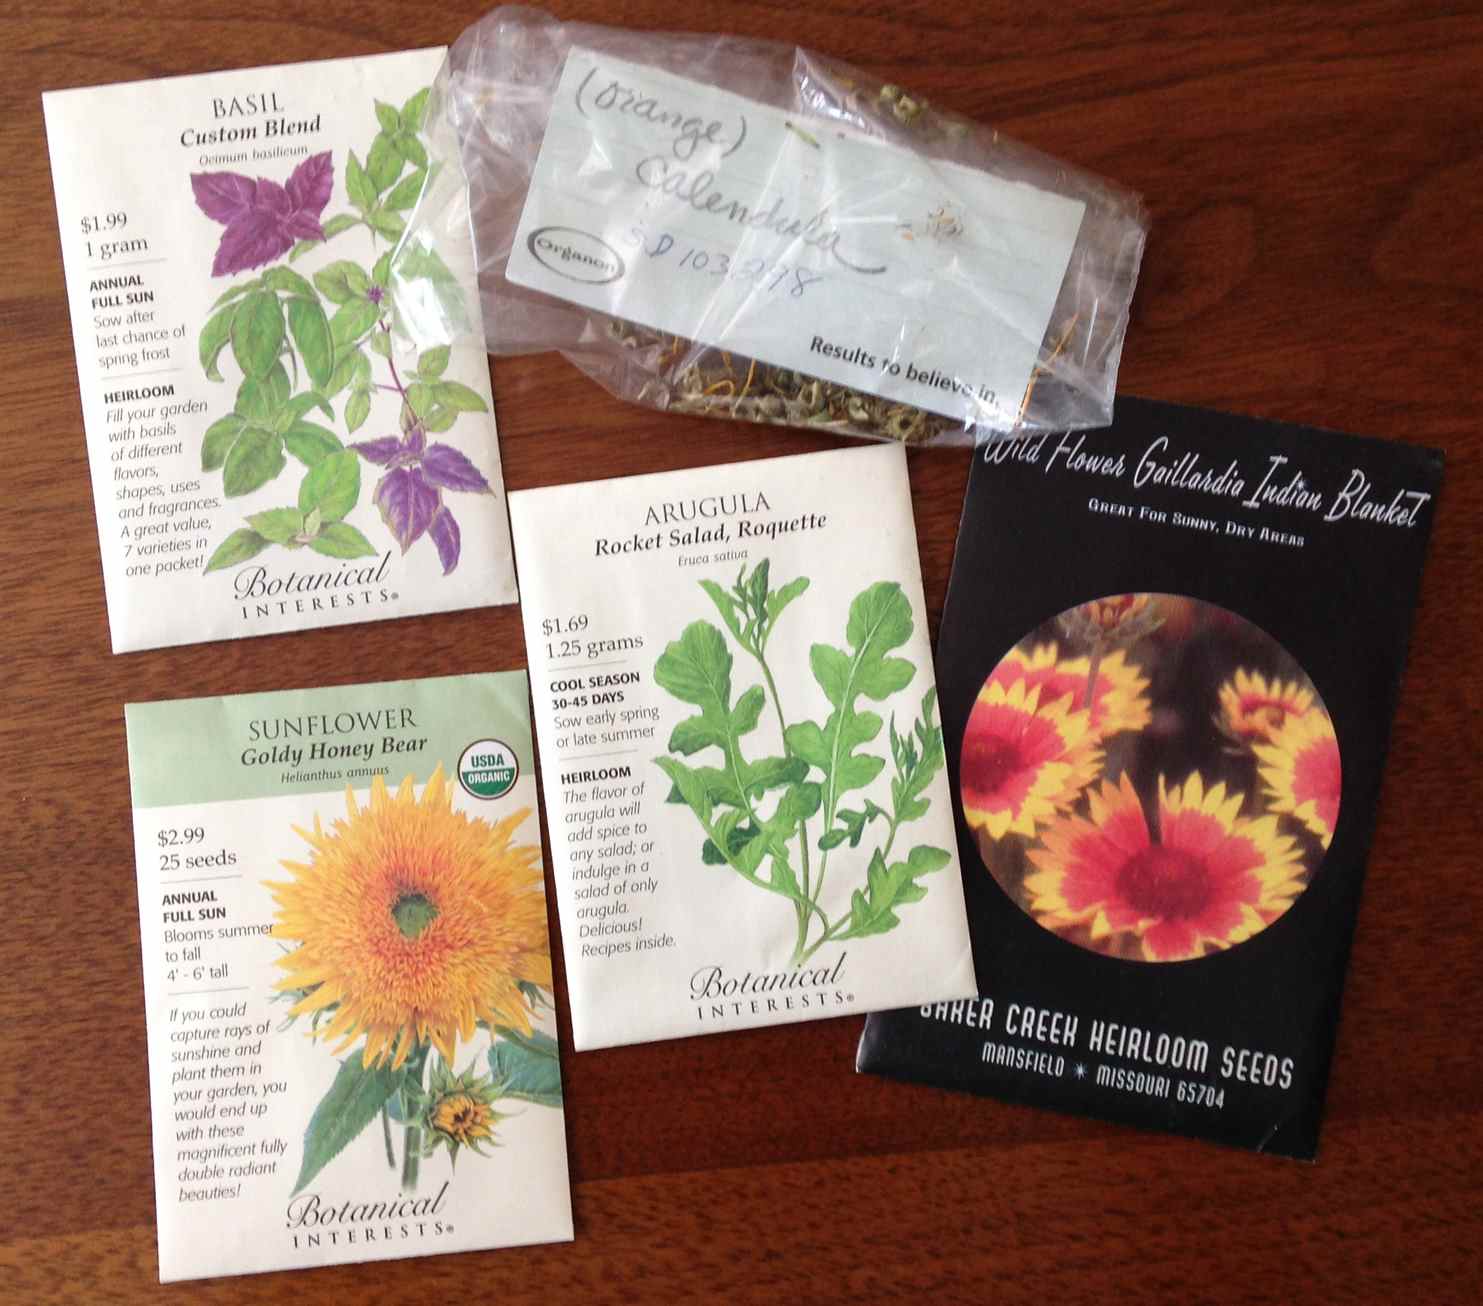 BASIL
Custom Blend
Ocimum basilicum
$1.99
1 gram
ANNUAL
FULL SUN
Sow after
last chance of
spring frost
HEIRLOOM
Fill your garden
with basils
of different
flavors,
shapes, uses
and fragrances.
A great value,
7 varieties in
one packet!
Botanical
INTERESTS®
(orange)
Calendula
SD 103298
Organon
Results to believe in.
SUNFLOWER
Goldy Honey Bear
Helianthus annuus
USDA
ORGANIC
$2.99
25 seeds
ANNUAL
FULL SUN
Blooms summer
to fall
4' - 6' tall
If you could
capture rays of
sunshine and
plant them in
your garden, you
would end up
with these
magnificent fully
double radiant
beauties!
Botanical
INTERESTS®
ARUGULA
Rocket Salad, Roquette
Eruca sativa
$1.69
1.25 grams
COOL SEASON
30-45 DAYS
Sow early spring
or late summer
HEIRLOOM
The flavor of
arugula will
add spice to
any salad; or
indulge in a
salad of only
arugula.
Delicious!
Recipes inside.
Botanical
INTERESTS®
Wild Flower Gaillardia Indian Blanket
GREAT FOR SUNNY, DRY AREAS
BAKER CREEK HEIRLOOM SEEDS
MANSFIELD * MISSOURI 65704